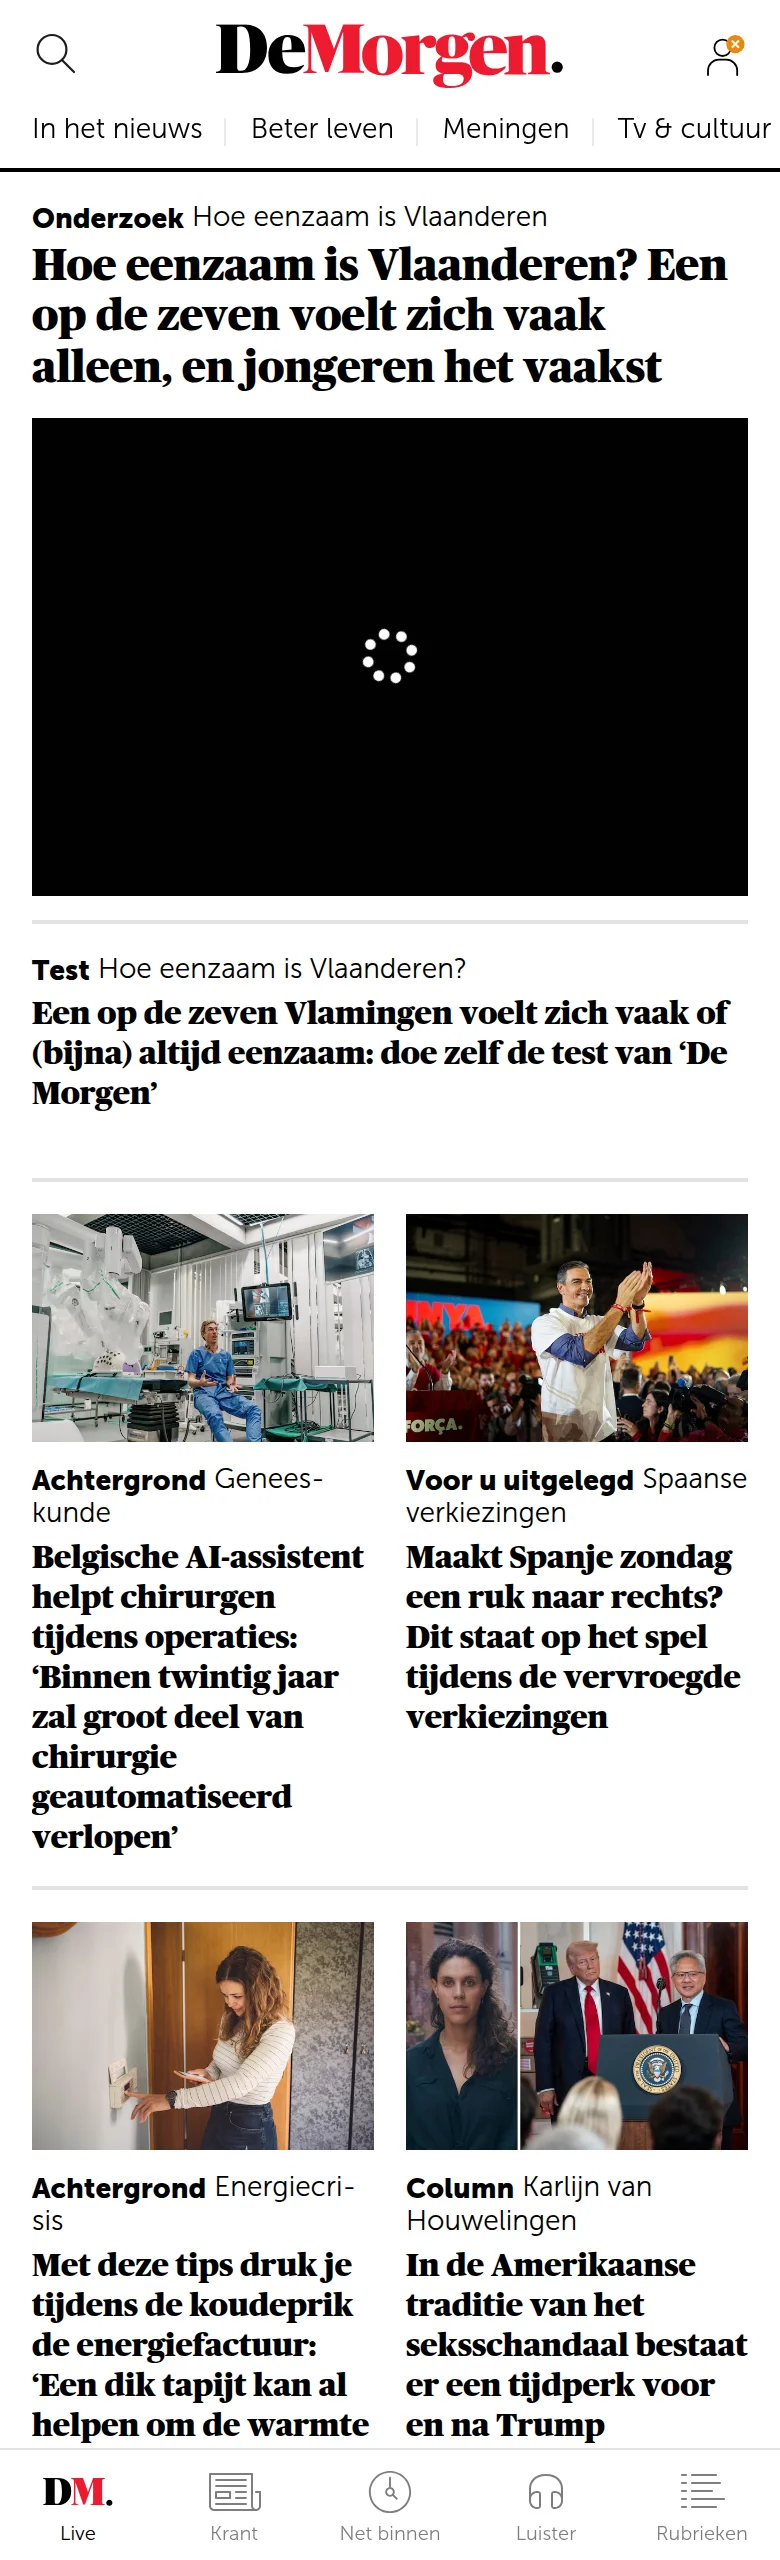 DeMorgen.
In het nieuws
Beter leven
Meningen
Tv & cultuur
Onderzoek Hoe eenzaam is Vlaanderen
Hoe eenzaam is Vlaanderen? Een
op de zeven voelt zich vaak
alleen, en jongeren het vaakst
Test Hoe eenzaam is Vlaanderen?
Een op de zeven Vlamingen voelt zich vaak of
(bijna) altijd eenzaam: doe zelf de test van ‘De
Morgen’
Achtergrond Genees-
kunde
Belgische AI-assistent
helpt chirurgen
tijdens operaties:
‘Binnen twintig jaar
zal groot deel van
chirurgie
geautomatiseerd
verlopen’
NYA
FORÇA.
Voor u uitgelegd Spaanse
verkiezingen
Maakt Spanje zondag
een ruk naar rechts?
Dit staat op het spel
tijdens de vervroegde
verkiezingen
Achtergrond Energiecri-
sis
Met deze tips druk je
tijdens de koudeprik
de energiefactuur:
‘Een dik tapijt kan al
helpen om de warmte
Column Karlijn van
Houwelingen
In de Amerikaanse
traditie van het
seksschandaal bestaat
er een tijdperk voor
en na Trump
DM.
Live
Krant
Net binnen
Luister
Rubrieken